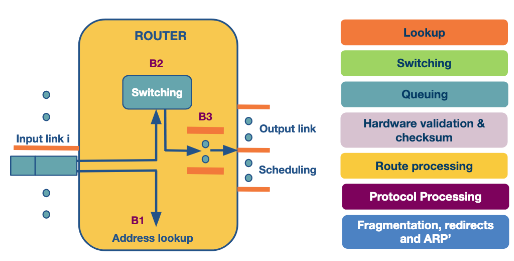 ROUTER
B2
Switching
B3
Input link i
Output link
Scheduling
B1
Address lookup
Lookup
Switching
Queuing
Hardware validation &
checksum
Route processing
Protocol Processing
Fragmentation, redirects
and ARP'